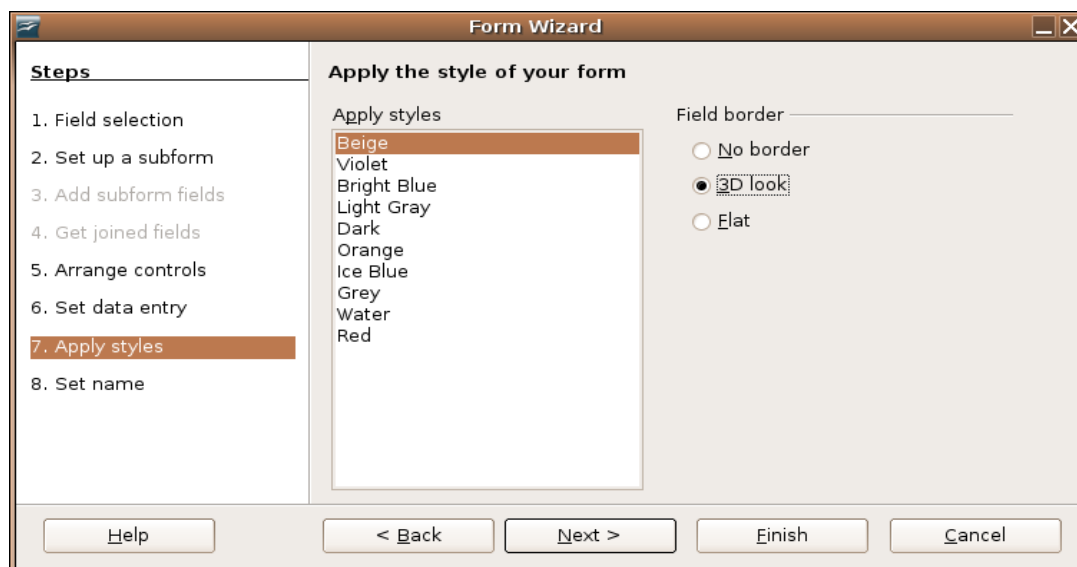 Form Wizard
Steps
1. Field selection
2. Set up a subform
3. Add subform fields
4. Get joined fields
5. Arrange controls
6. Set data entry
7. Apply styles
8. Set name
Apply the style of your form
Apply styles
Beige
Violet
Bright Blue
Light Gray
Dark
Orange
Ice Blue
Grey
Water
Red
Field border
No border
3D look
Flat
Help
< Back
Next >
Finish
Cancel